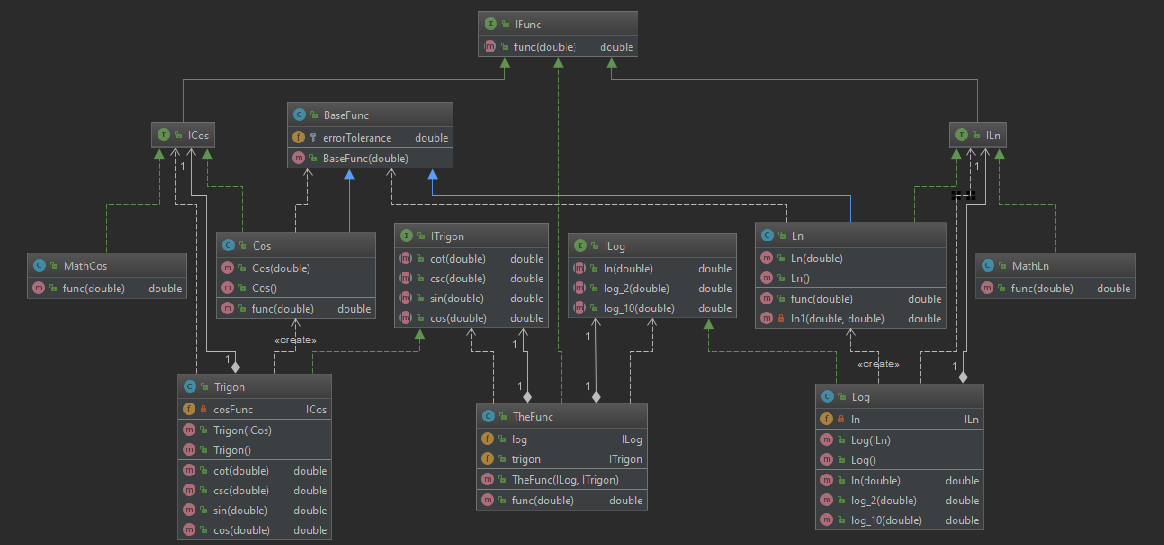 IFunc
func(double) double
BaseFunc
errorTolerance double
BaseFunc(double)
ICos
ILn
1
1
MathCos
func(double) double
Cos
Cos(double)
Cos()
func(double) double
ITrigon
cot(double) double
csc(double) double
sin(double) double
cos(double) double
ILog
ln(double) double
log_2(double) double
log_10(double) double
Ln
Ln(double)
Ln()
func(double) double
ln1(double, double) double
MathLn
func(double) double
«create»
1
1
«create»
1
1
1
1
Trigon
cosFunc ICos
Trigon(ICos)
Trigon()
cot(double) double
csc(double) double
sin(double) double
cos(double) double
TheFunc
log ILog
trigon ITrigon
TheFunc(ILog, ITrigon)
func(double) double
Log
ln ILn
Log(ILn)
Log()
ln(double) double
log_2(double) double
log_10(double) double